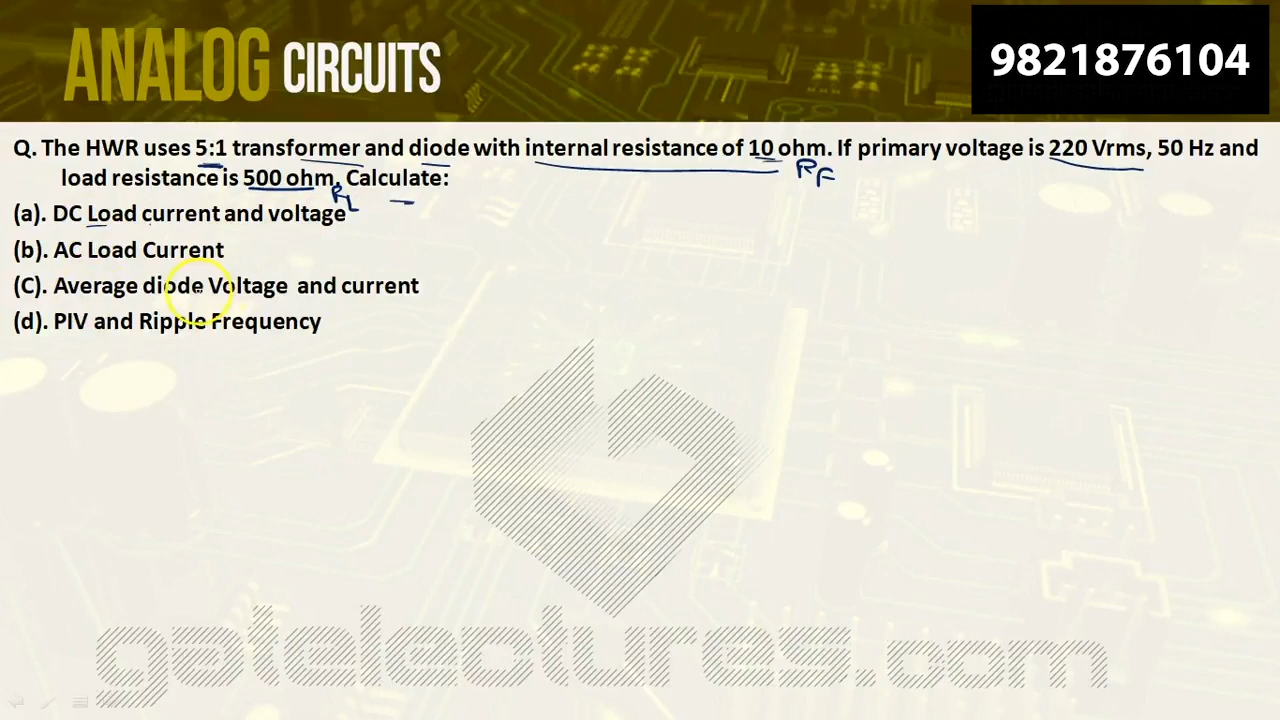 ANALOG CIRCUITS
9821876104
Q. The HWR uses 5:1 transformer and diode with internal resistance of 10 ohm. If primary voltage is 220 Vrms, 50 Hz and
RF
load resistance is 500 ohm. Calculate:
RL
(a). DC Load current and voltage
(b). AC Load Current
(C). Average diode Voltage and current
(d). PIV and Ripple Frequency
gatelectures.com